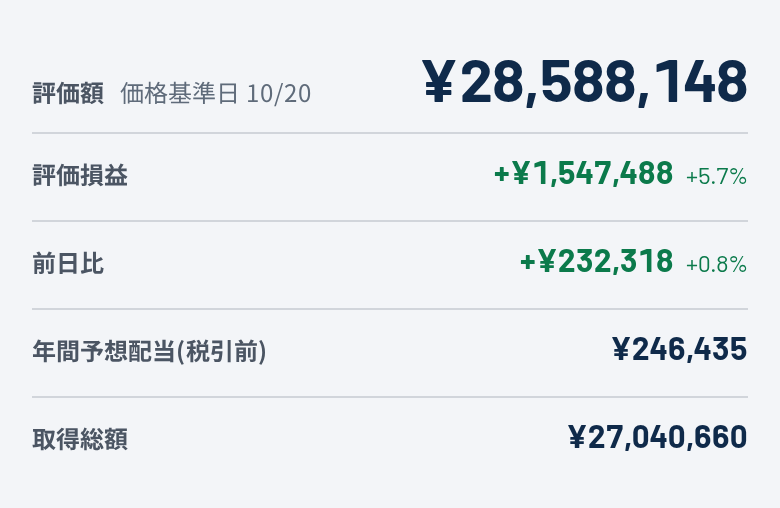 評価額 価格基準日 10/20 ¥28,588,148
評価損益 +¥1,547,488 +5.7%
前日比 +¥232,318 +0.8%
年間予想配当(税引前) ¥246,435
取得総額 ¥27,040,660